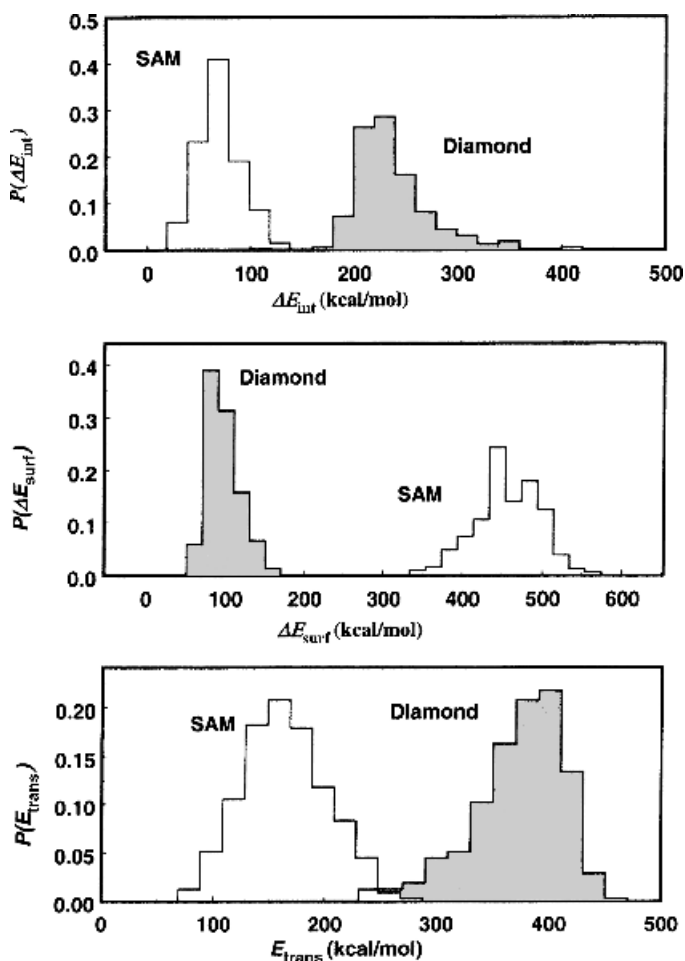 0.5
SAM
0.4
0.3
Diamond
0.2
0.1
0.0
P(ΔE_int)
0 100 200 300 400 500
ΔE_int (kcal/mol)
0.4
Diamond
0.3
SAM
0.2
0.1
0.0
P(ΔE_surf)
0 100 200 300 400 500 600
ΔE_surf (kcal/mol)
0.20
SAM Diamond
0.15
0.10
0.05
0.00
P(E_trans)
0 100 200 300 400 500
E_trans (kcal/mol)